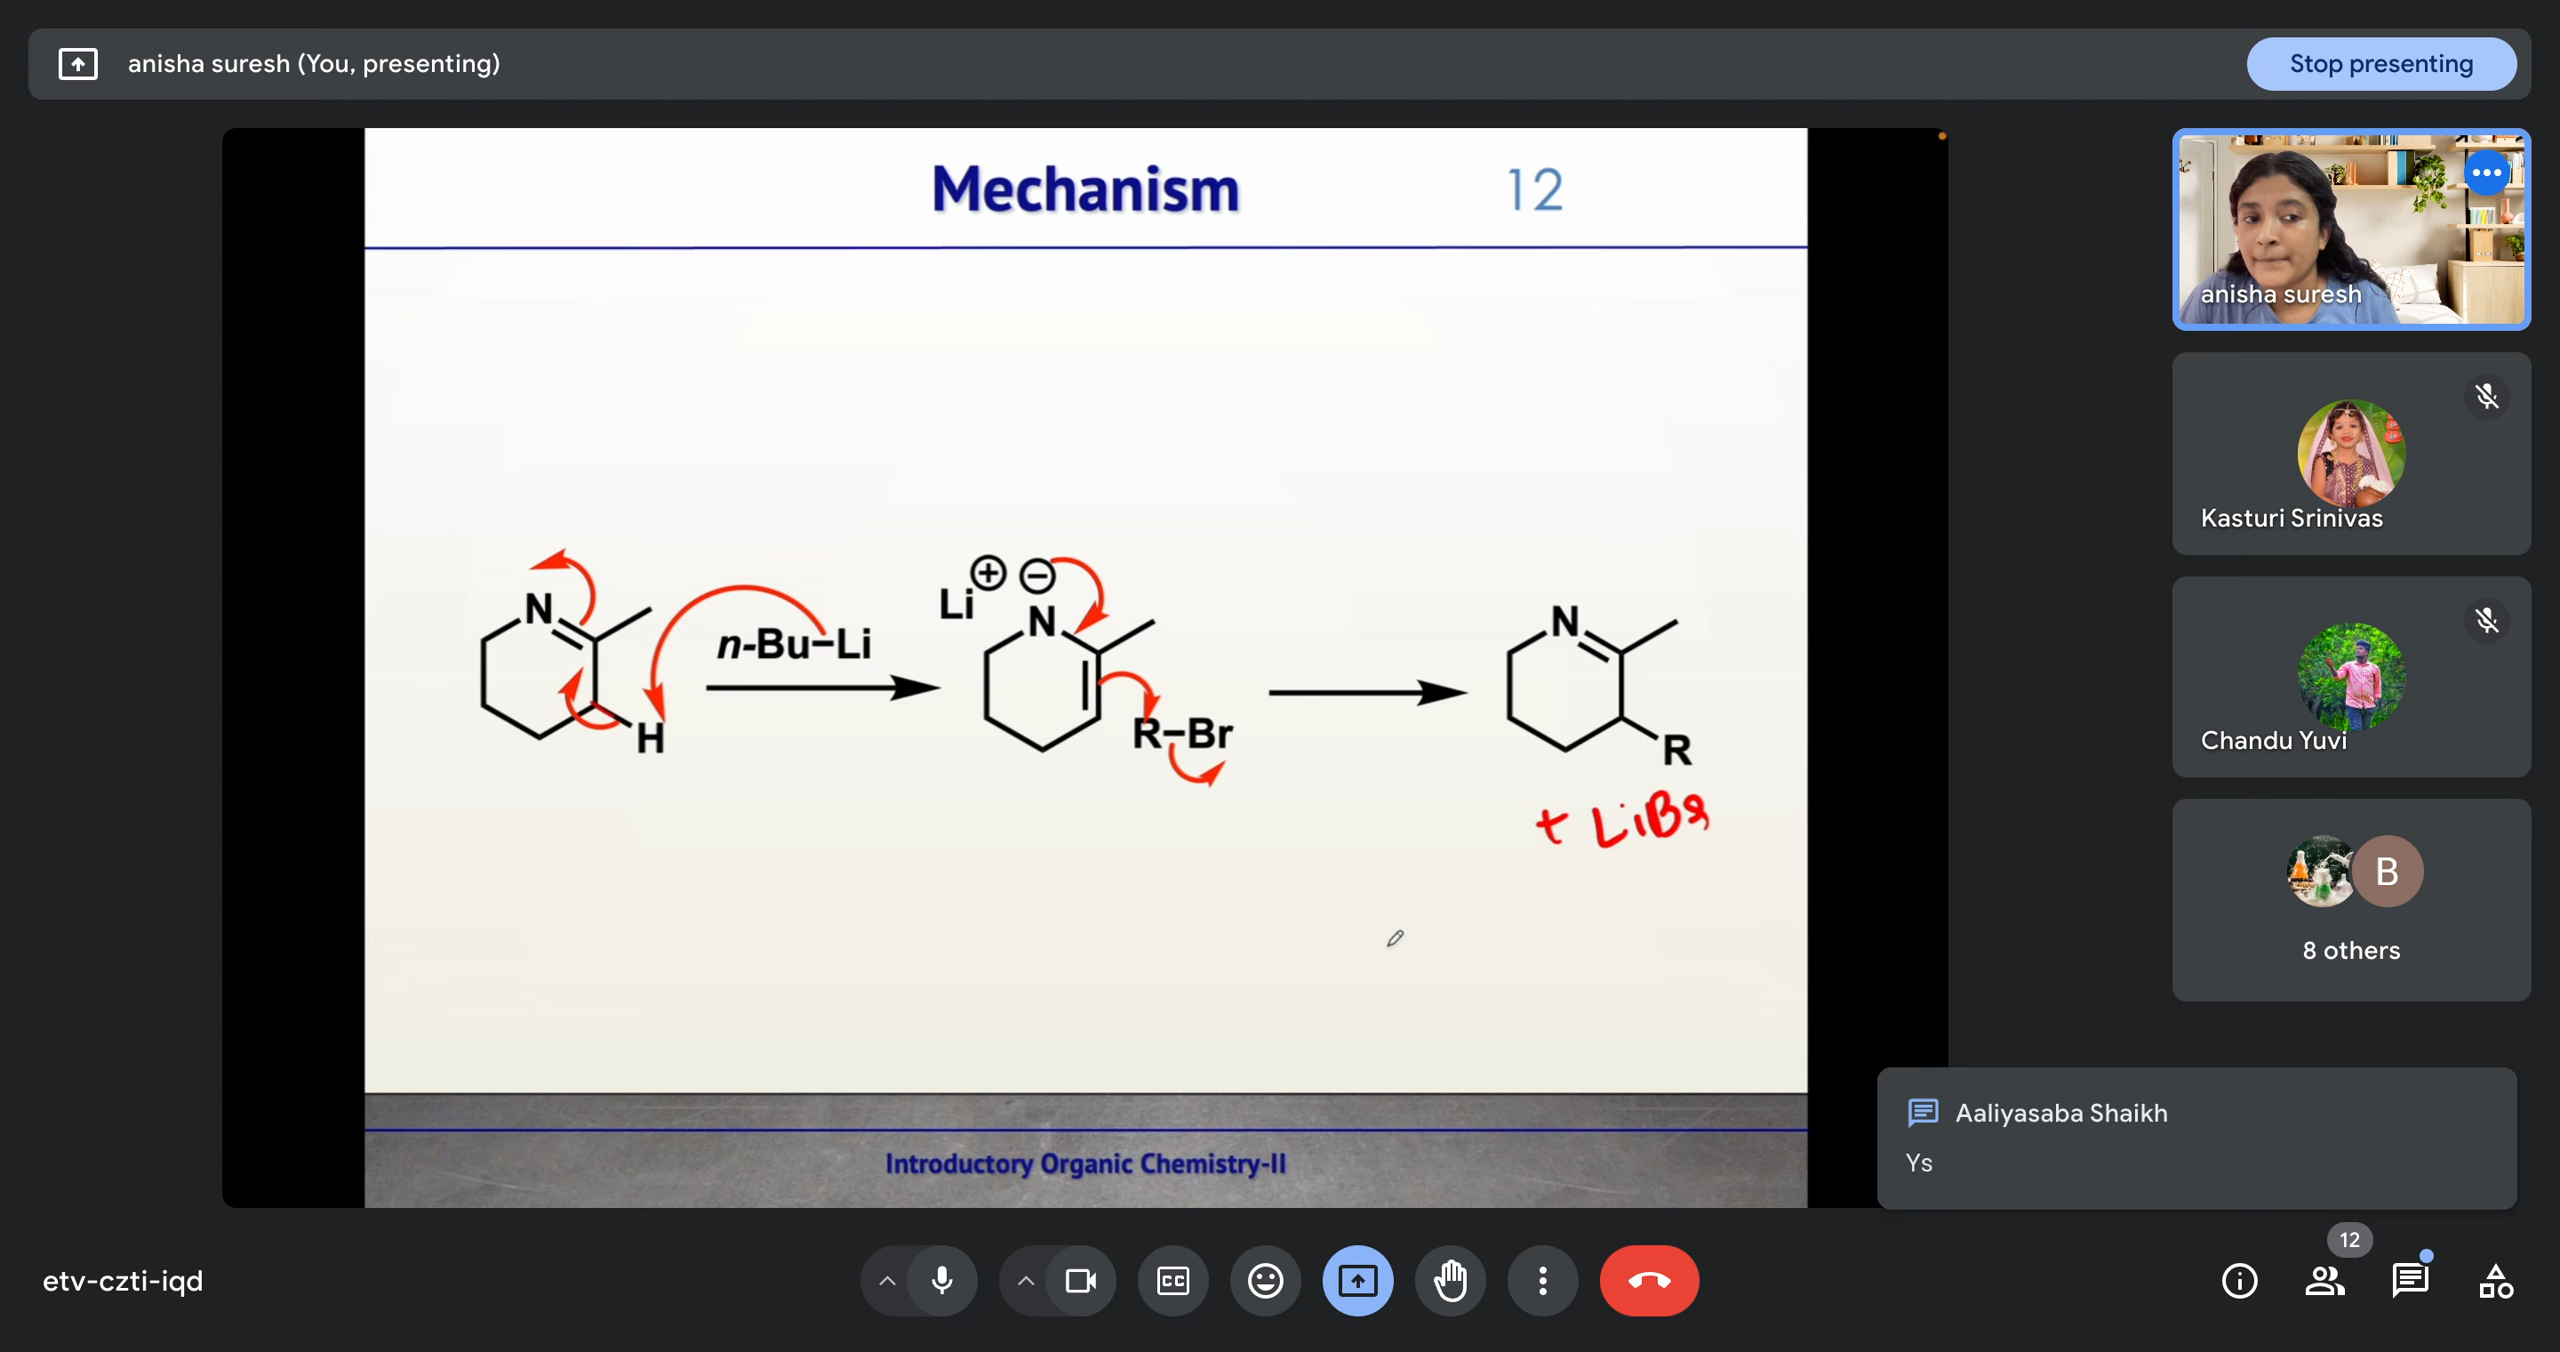 anisha suresh (You, presenting)
Stop presenting
Mechanism
12
anisha suresh
Kasturi Srinivas
Chandu Yuvi
B
8 others
N
H
n-Bu–Li
Li ⊕ ⊖
N
R–Br
N
R
+ LiBr
Introductory Organic Chemistry-II
Aaliyasaba Shaikh
Ys
etv-czti-iqd
CC
12